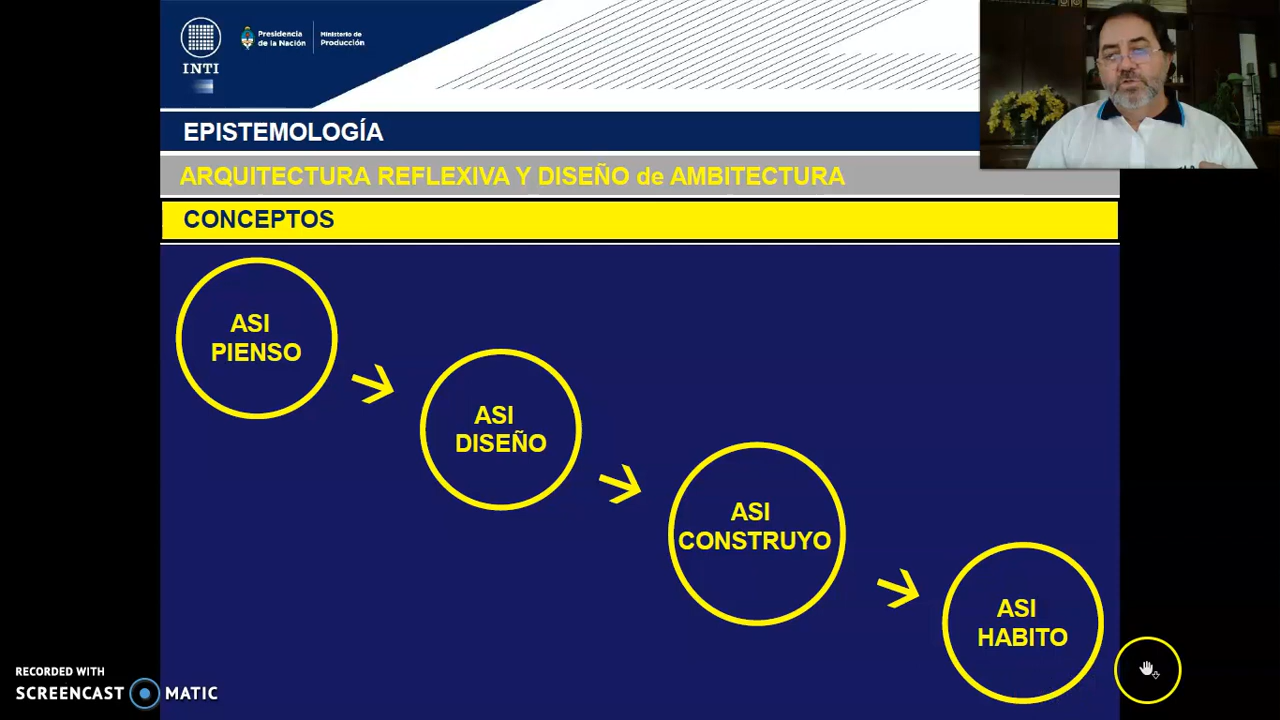 INTI
Presidencia
de la Nación
Ministerio de
Producción
EPISTEMOLOGÍA
ARQUITECTURA REFLEXIVA Y DISEÑO de AMBITECTURA
CONCEPTOS
ASI
PIENSO
ASI
DISEÑO
ASI
CONSTRUYO
ASI
HABITO
RECORDED WITH
SCREENCAST MATIC